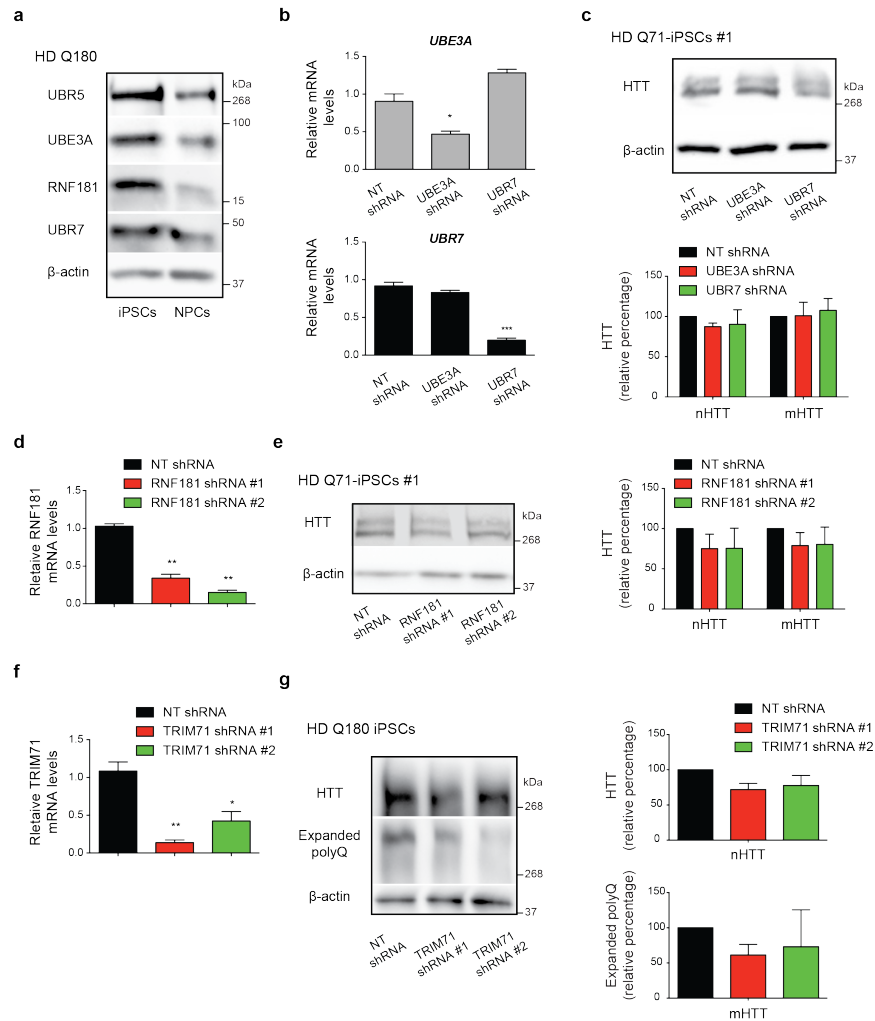 a
HD Q180
UBR5
UBE3A
RNF181
UBR7
β-actin
kDa
268
100
15
50
37
iPSCs NPCs
b
UBE3A
Relative mRNA
levels
1.5
1.0
0.5
0.0
*
NT
shRNA
UBE3A
shRNA
UBR7
shRNA
UBR7
Relative mRNA
levels
1.5
1.0
0.5
0.0
***
NT
shRNA
UBE3A
shRNA
UBR7
shRNA
c
HD Q71-iPSCs #1
HTT
β-actin
kDa
268
37
NT
shRNA
UBE3A
shRNA
UBR7
shRNA
NT shRNA
UBE3A shRNA
UBR7 shRNA
HTT
(relative percentage)
150
100
50
0
nHTT
mHTT
d
NT shRNA
RNF181 shRNA #1
RNF181 shRNA #2
Rletaive RNF181
mRNA levels
1.5
1.0
0.5
0.0
**
**
e
HD Q71-iPSCs #1
HTT
β-actin
kDa
268
37
NT
shRNA
RNF181
shRNA #1
RNF181
shRNA #2
NT shRNA
RNF181 shRNA #1
RNF181 shRNA #2
HTT
(relative percentage)
150
100
50
0
nHTT
mHTT
f
NT shRNA
TRIM71 shRNA #1
TRIM71 shRNA #2
Rletaive TRIM71
mRNA levels
1.5
1.0
0.5
0.0
**
*
g
HD Q180 iPSCs
HTT
Expanded
polyQ
β-actin
kDa
268
268
37
NT
shRNA
TRIM71
shRNA #1
TRIM71
shRNA #2
NT shRNA
TRIM71 shRNA #1
TRIM71 shRNA #2
HTT
(relative percentage)
150
100
50
0
nHTT
Expanded polyQ
(relative percentage)
150
100
50
0
mHTT